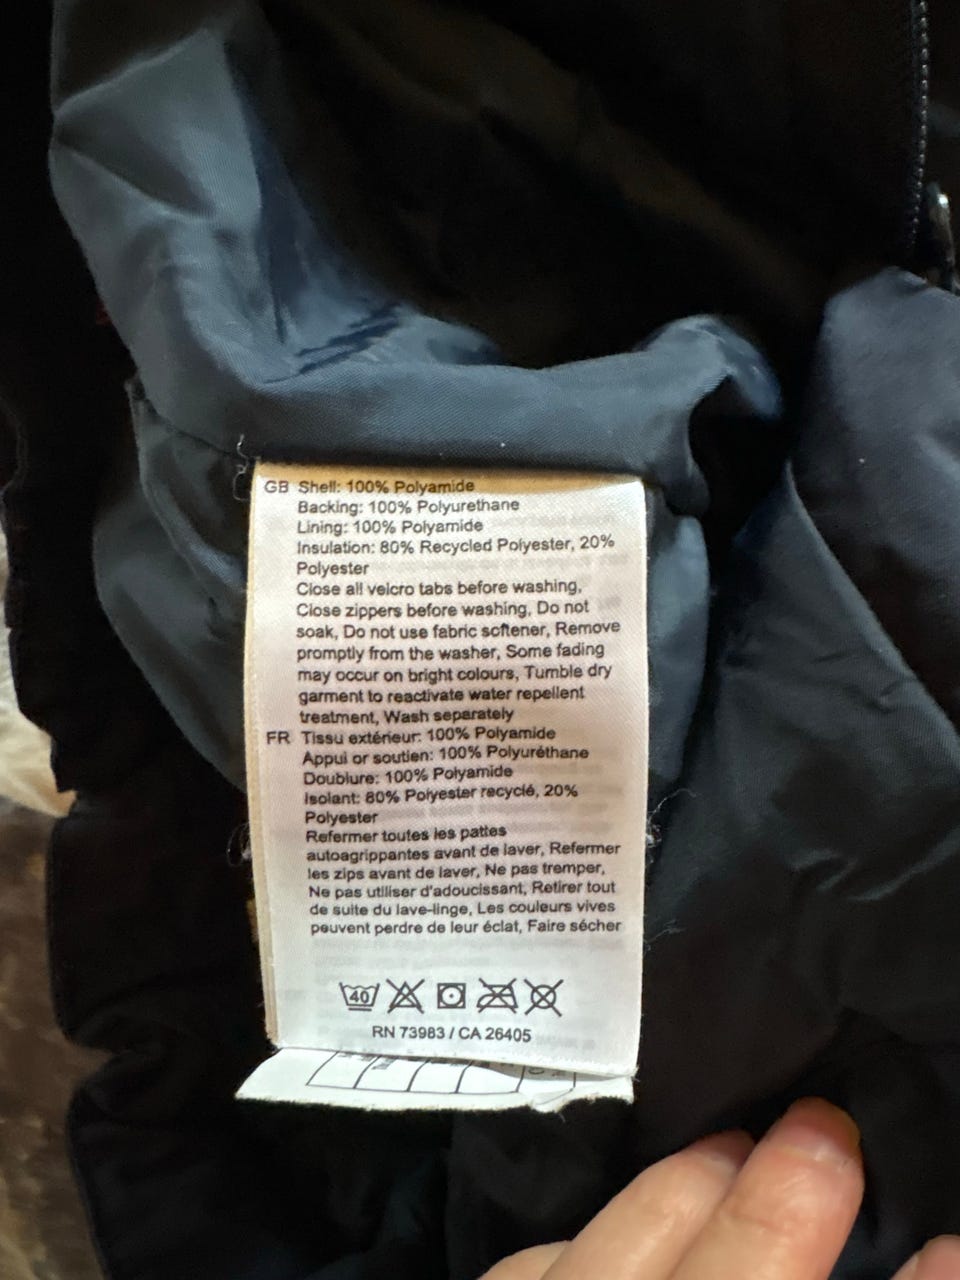 GB Shell: 100% Polyamide
Backing: 100% Polyurethane
Lining: 100% Polyamide
Insulation: 80% Recycled Polyester, 20%
Polyester
Close all velcro tabs before washing,
Close zippers before washing, Do not
soak, Do not use fabric softener, Remove
promptly from the washer, Some fading
may occur on bright colours, Tumble dry
garment to reactivate water repellent
treatment, Wash separately
FR Tissu extérieur: 100% Polyamide
Appui or soutien: 100% Polyuréthane
Doublure: 100% Polyamide
Isolant: 80% Polyester recyclé, 20%
Polyester
Refermer toutes les pattes
autoagrippantes avant de laver, Refermer
les zips avant de laver, Ne pas tremper,
Ne pas utiliser d'adoucissant, Retirer tout
de suite du lave-linge, Les couleurs vives
peuvent perdre de leur éclat, Faire sécher
40
RN 73983 / CA 26405